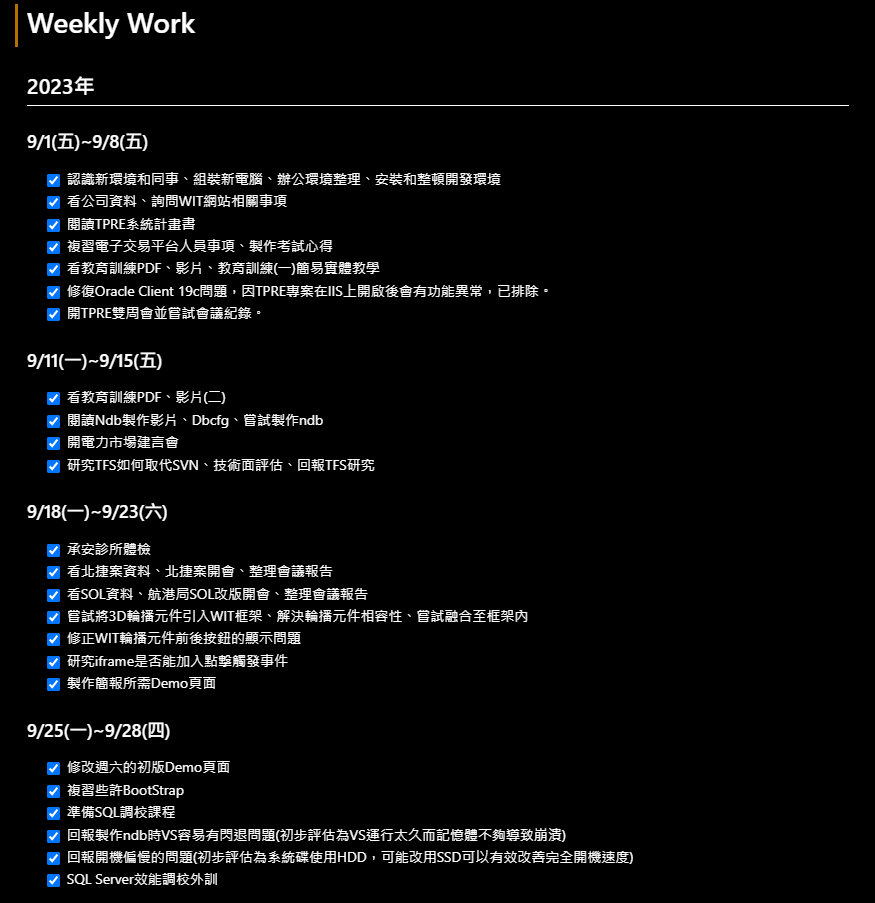 Weekly Work
2023年
9/1(五)~9/8(五)
認識新環境和同事、組裝新電腦、辦公環境整理、安裝和整頓開發環境
看公司資料、詢問WIT網站相關事項
閱讀TPRE系統計畫書
複習電子交易平台人員事項、製作考試心得
看教育訓練PDF、影片、教育訓練(一)簡易實體教學
修復Oracle Client 19c問題，因TPRE專案在IIS上開啟後會有功能異常，已排除。
開TPRE雙周會並嘗試會議紀錄。
9/11(一)~9/15(五)
看教育訓練PDF、影片(二)
閱讀Ndb製作影片、Dbcfg、嘗試製作ndb
開電力市場建言會
研究TFS如何取代SVN、技術面評估、回報TFS研究
9/18(一)~9/23(六)
承安診所體檢
看北捷案資料、北捷案開會、整理會議報告
看SOL資料、航港局SOL改版開會、整理會議報告
嘗試將3D輪播元件引入WIT框架、解決輪播元件相容性、嘗試融合至框架內
修正WIT輪播元件前後按鈕的顯示問題
研究iframe是否能加入點擊觸發事件
製作簡報所需Demo頁面
9/25(一)~9/28(四)
修改週六的初版Demo頁面
複習些許BootStrap
準備SQL調校課程
回報製作ndb時VS容易有閃退問題(初步評估為VS運行太久而記憶體不夠導致崩潰)
回報開機偏慢的問題(初步評估為系統碟使用HDD，可能改用SSD可以有效改善完全開機速度)
SQL Server效能調校外訓